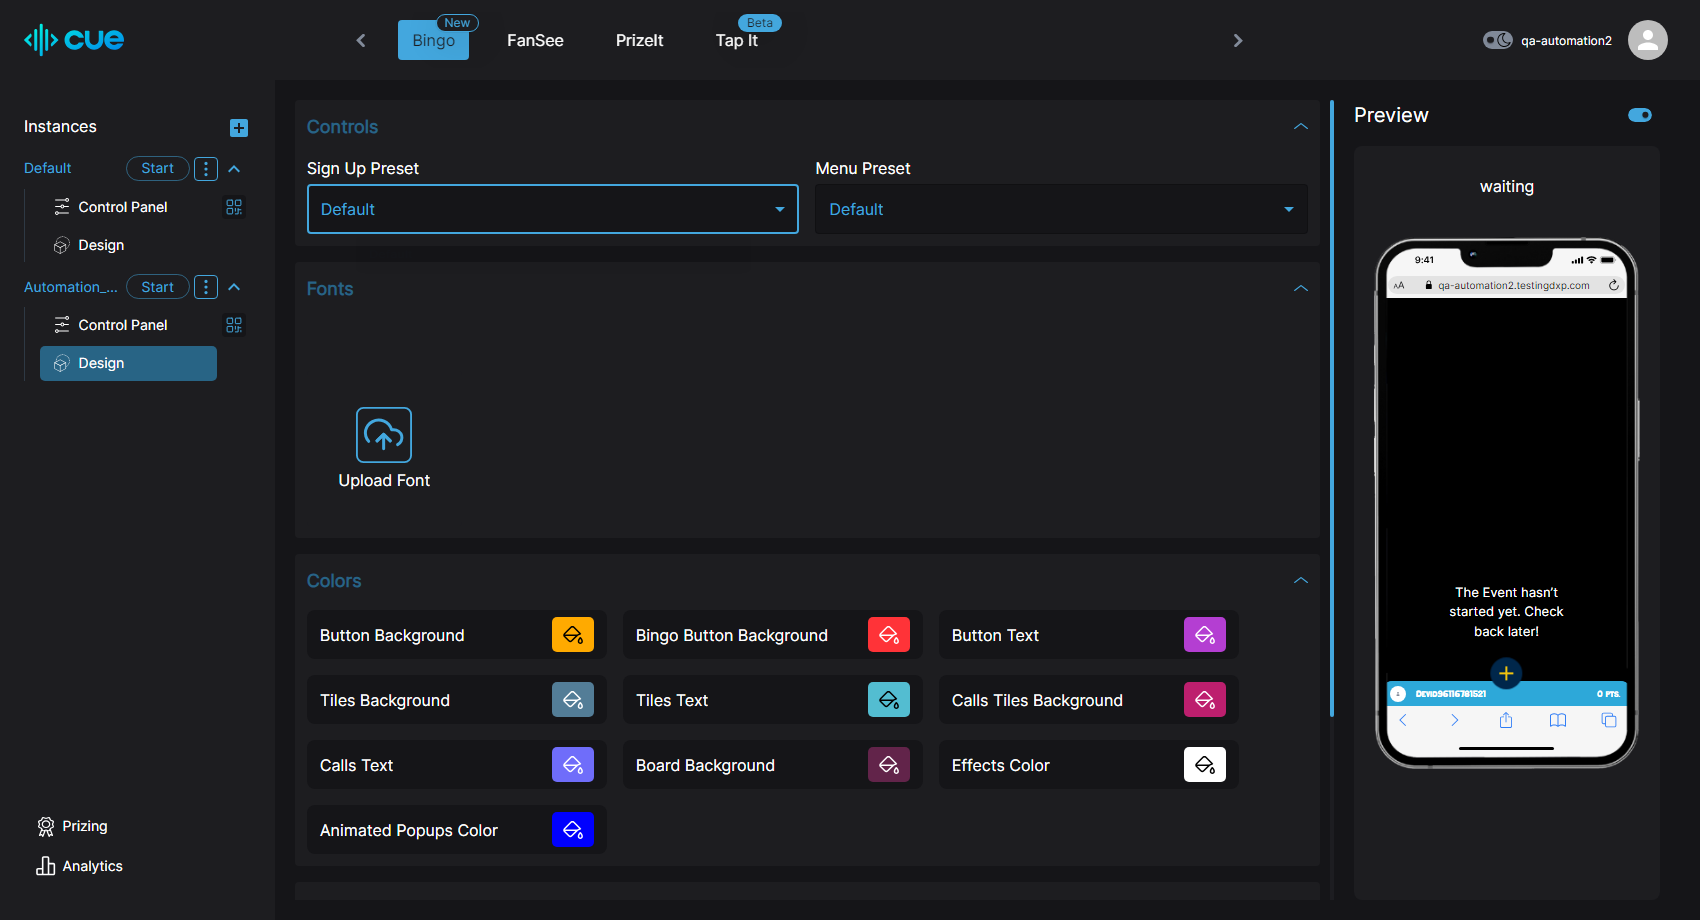 cue
Bingo
New
FanSee
PrizeIt
Tap It
Beta
qa-automation2
Instances
Default
Start
Control Panel
Design
Automation_...
Start
Control Panel
Design
Prizing
Analytics
Controls
Sign Up Preset
Menu Preset
Default
Default
Fonts
Upload Font
Colors
Button Background
Bingo Button Background
Button Text
Tiles Background
Tiles Text
Calls Tiles Background
Calls Text
Board Background
Effects Color
Animated Popups Color
Preview
waiting
9:41
AA
qa-automation2.testingdxp.com
The Event hasn't
started yet. Check
back later!
0 PTS.